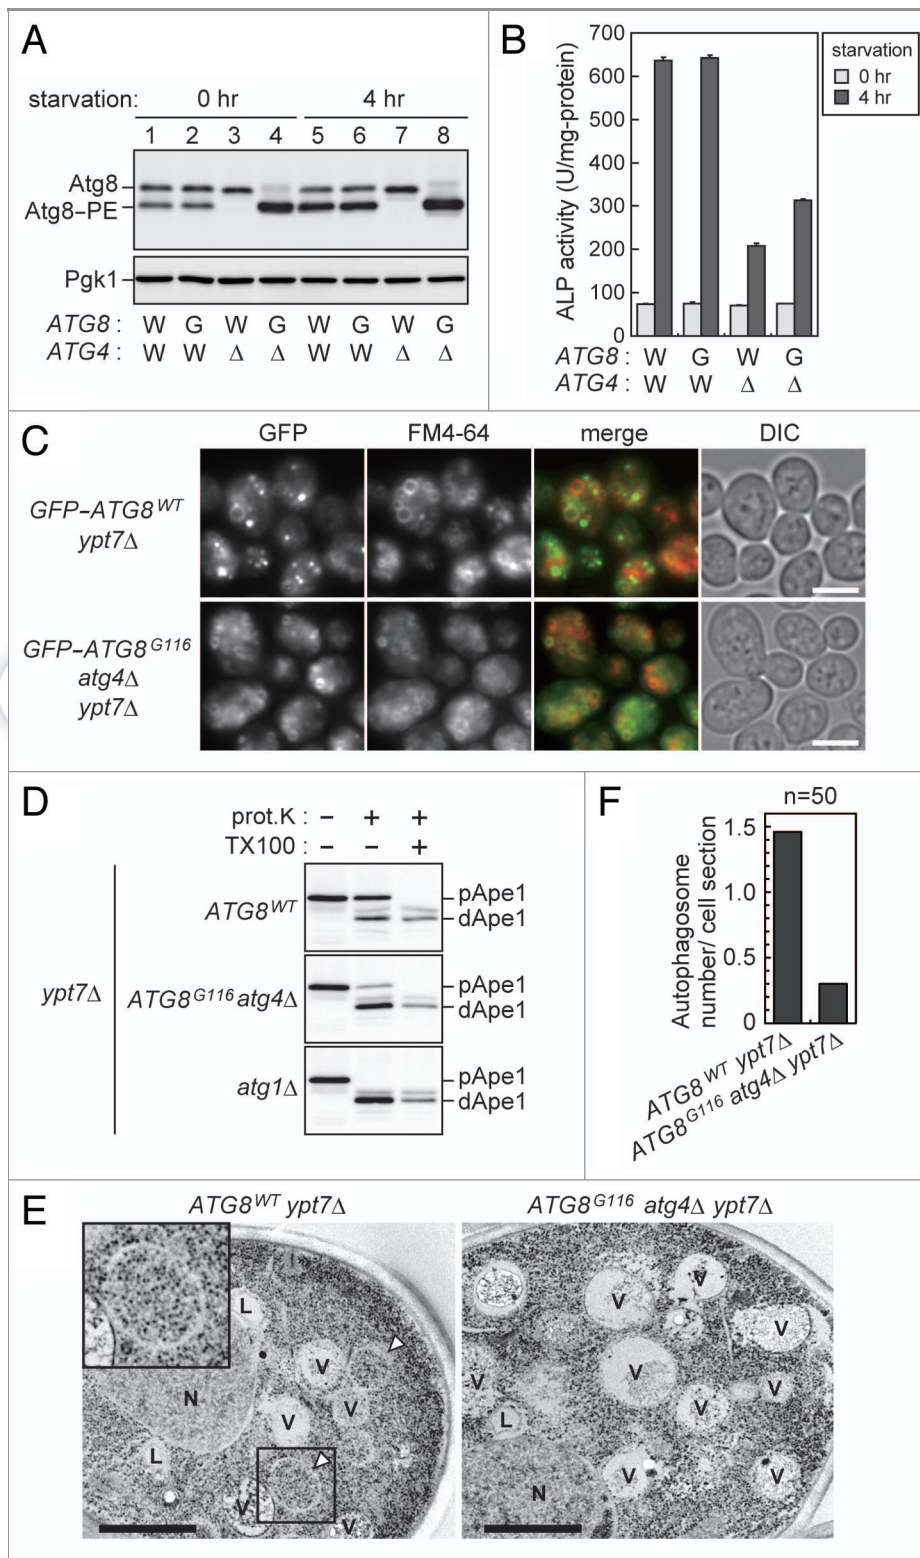 A
starvation: 0 hr 4 hr
1 2 3 4 5 6 7 8
Atg8
Atg8–PE
Pgk1
ATG8 : W G W G W G W G
ATG4 : W W Δ Δ W W Δ Δ
B
ALP activity (U/mg-protein)
700
600
500
400
300
200
100
0
starvation
0 hr
4 hr
ATG8 : W G W G
ATG4 : W W Δ Δ
C
GFP FM4-64 merge DIC
GFP–ATG8WT
ypt7Δ
GFP–ATG8G116
atg4Δ
ypt7Δ
D
prot.K : – + +
TX100 : – – +
ypt7Δ
ATG8WT
pApe1
dApe1
ATG8G116 atg4Δ
pApe1
dApe1
atg1Δ
pApe1
dApe1
F
n=50
Autophagosome
number/ cell section
1.5
1.0
0.5
0
ATG8WT ypt7Δ
ATG8G116 atg4Δ ypt7Δ
E
ATG8WT ypt7Δ
L
V
N
V
V
L
V
V
ATG8G116 atg4Δ ypt7Δ
V
V
V
V
V
V
V
L
V
V
N